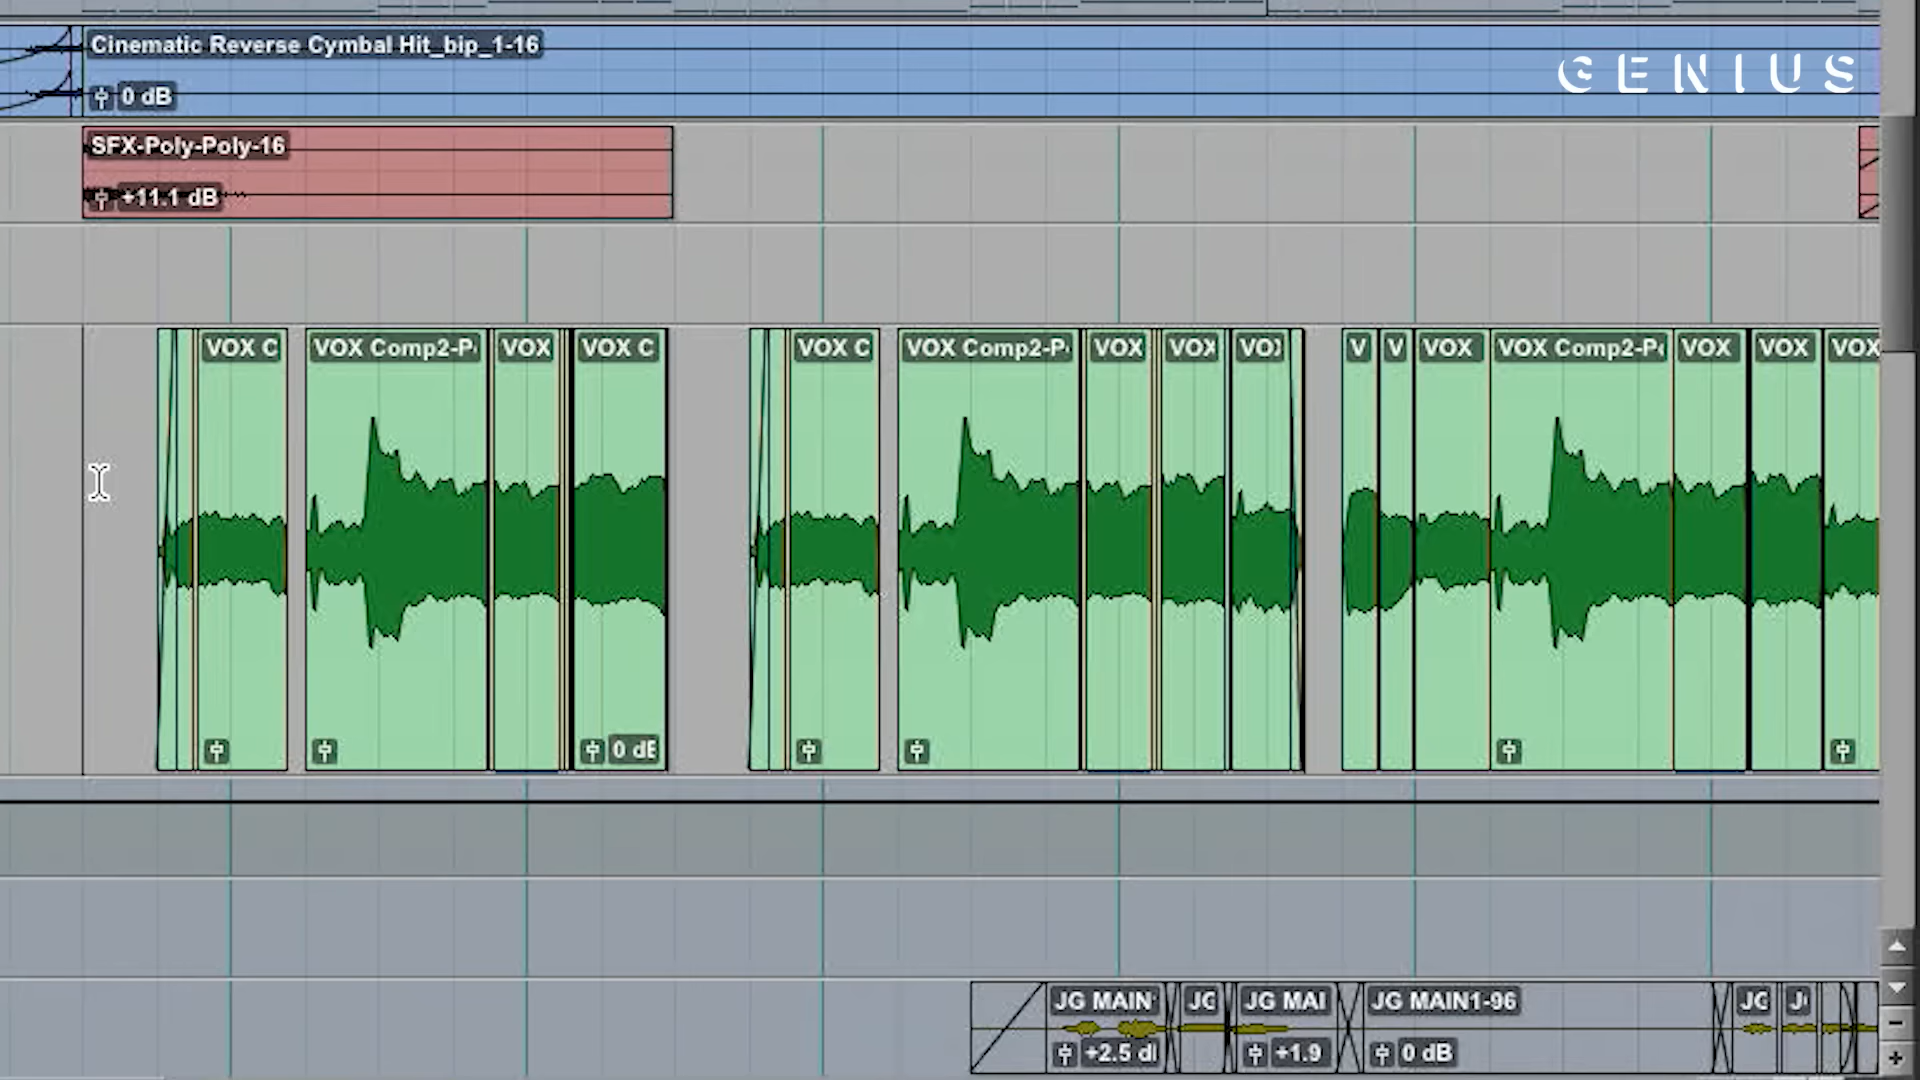 Cinematic Reverse Cymbal Hit_bip_1-16
GENIUS
0 dB
SFX-Poly-Poly-16
+11.1 dB
VOX C
VOX Comp2-P
VOX
VOX C
VOX C
VOX Comp2-P
VOX
VOX
VOX
V
V
VOX
VOX Comp2-P
VOX
VOX
VOX
0 dE
JG MAIN
JG
JG MAI
JG MAIN1-96
JG
+2.5 d
+1.9
0 dB